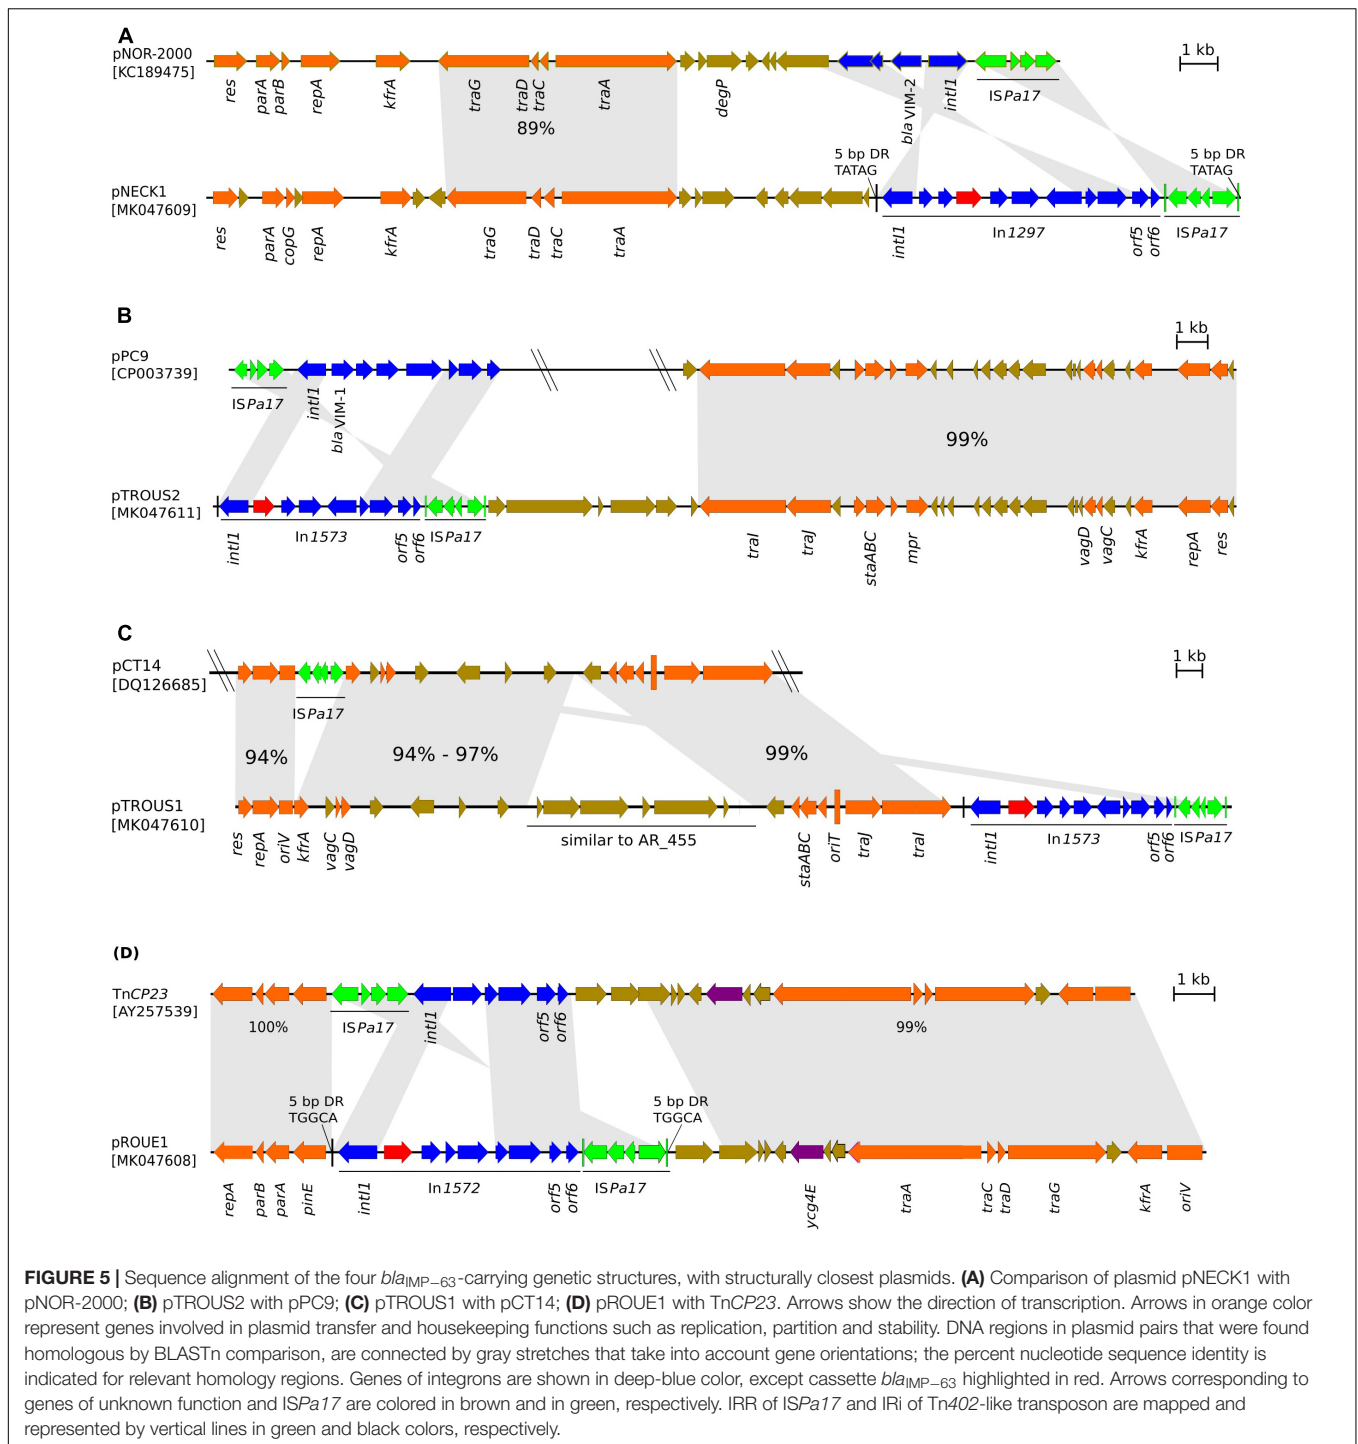 A
pNOR-2000
[KC189475]
1 kb
res parA parB repA kfrA traG traD traC traA degP bla VIM-2 intI1 ISPa17
89%
5 bp DR
TATAG
5 bp DR
TATAG
pNECK1
[MK047609]
res parA copG repA kfrA traG traD traC traA intI1 In1297 orf5 orf6 ISPa17
B
1 kb
pPC9
[CP003739]
ISPa17 intI1 bla VIM-1
99%
pTROUS2
[MK047611]
intI1 In1573 orf5 orf6 ISPa17 traI traJ staABC mpr vagD vagC kfrA repA res
C
pCT14
[DQ126685]
1 kb
ISPa17
94% 94% - 97% 99%
pTROUS1
[MK047610]
res repA oriV kfrA vagC vagD similar to AR_455 staABC oriT traJ traI intI1 In1573 orf5 orf6 ISPa17
(D)
TnCP23
[AY257539]
1 kb
100% ISPa17 intI1 orf5 orf6 99%
5 bp DR
TGGCA
5 bp DR
TGGCA
pROUE1
[MK047608]
repA parB parA pinE intI1 In1572 orf5 orf6 ISPa17 ycg4E traA traC traD traG kfrA oriV
FIGURE 5 | Sequence alignment of the four blaIMP−63-carrying genetic structures, with structurally closest plasmids. (A) Comparison of plasmid pNECK1 with
pNOR-2000; (B) pTROUS2 with pPC9; (C) pTROUS1 with pCT14; (D) pROUE1 with TnCP23. Arrows show the direction of transcription. Arrows in orange color
represent genes involved in plasmid transfer and housekeeping functions such as replication, partition and stability. DNA regions in plasmid pairs that were found
homologous by BLASTn comparison, are connected by gray stretches that take into account gene orientations; the percent nucleotide sequence identity is
indicated for relevant homology regions. Genes of integrons are shown in deep-blue color, except cassette blaIMP−63 highlighted in red. Arrows corresponding to
genes of unknown function and ISPa17 are colored in brown and in green, respectively. IRR of ISPa17 and IRi of Tn402-like transposon are mapped and
represented by vertical lines in green and black colors, respectively.